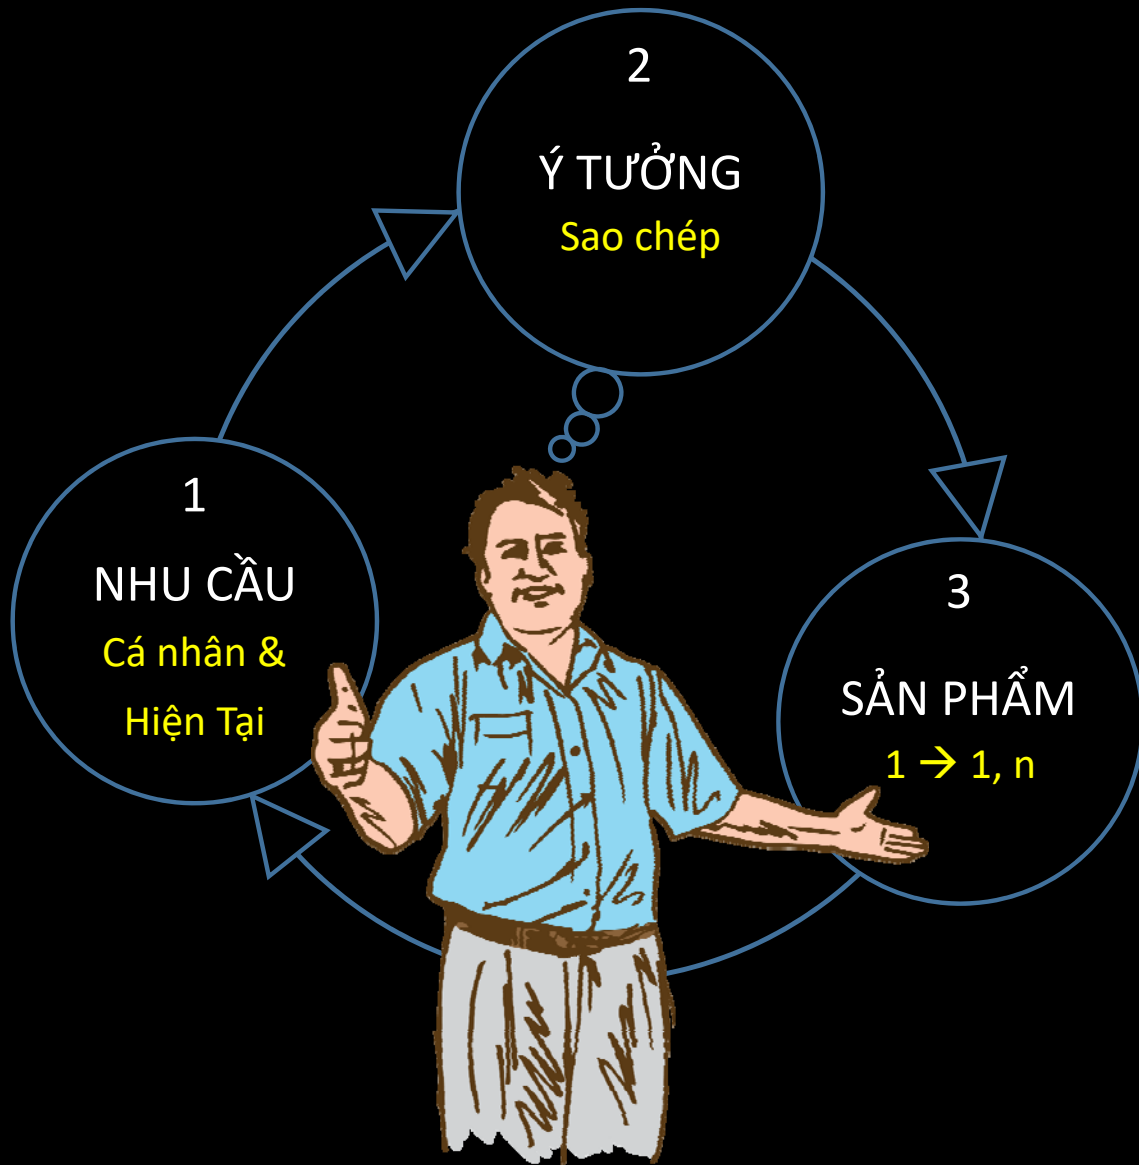 1
NHU CẦU
Cá nhân &
Hiện Tại
2
Ý TƯỞNG
Sao chép
3
SẢN PHẨM
1 → 1, n